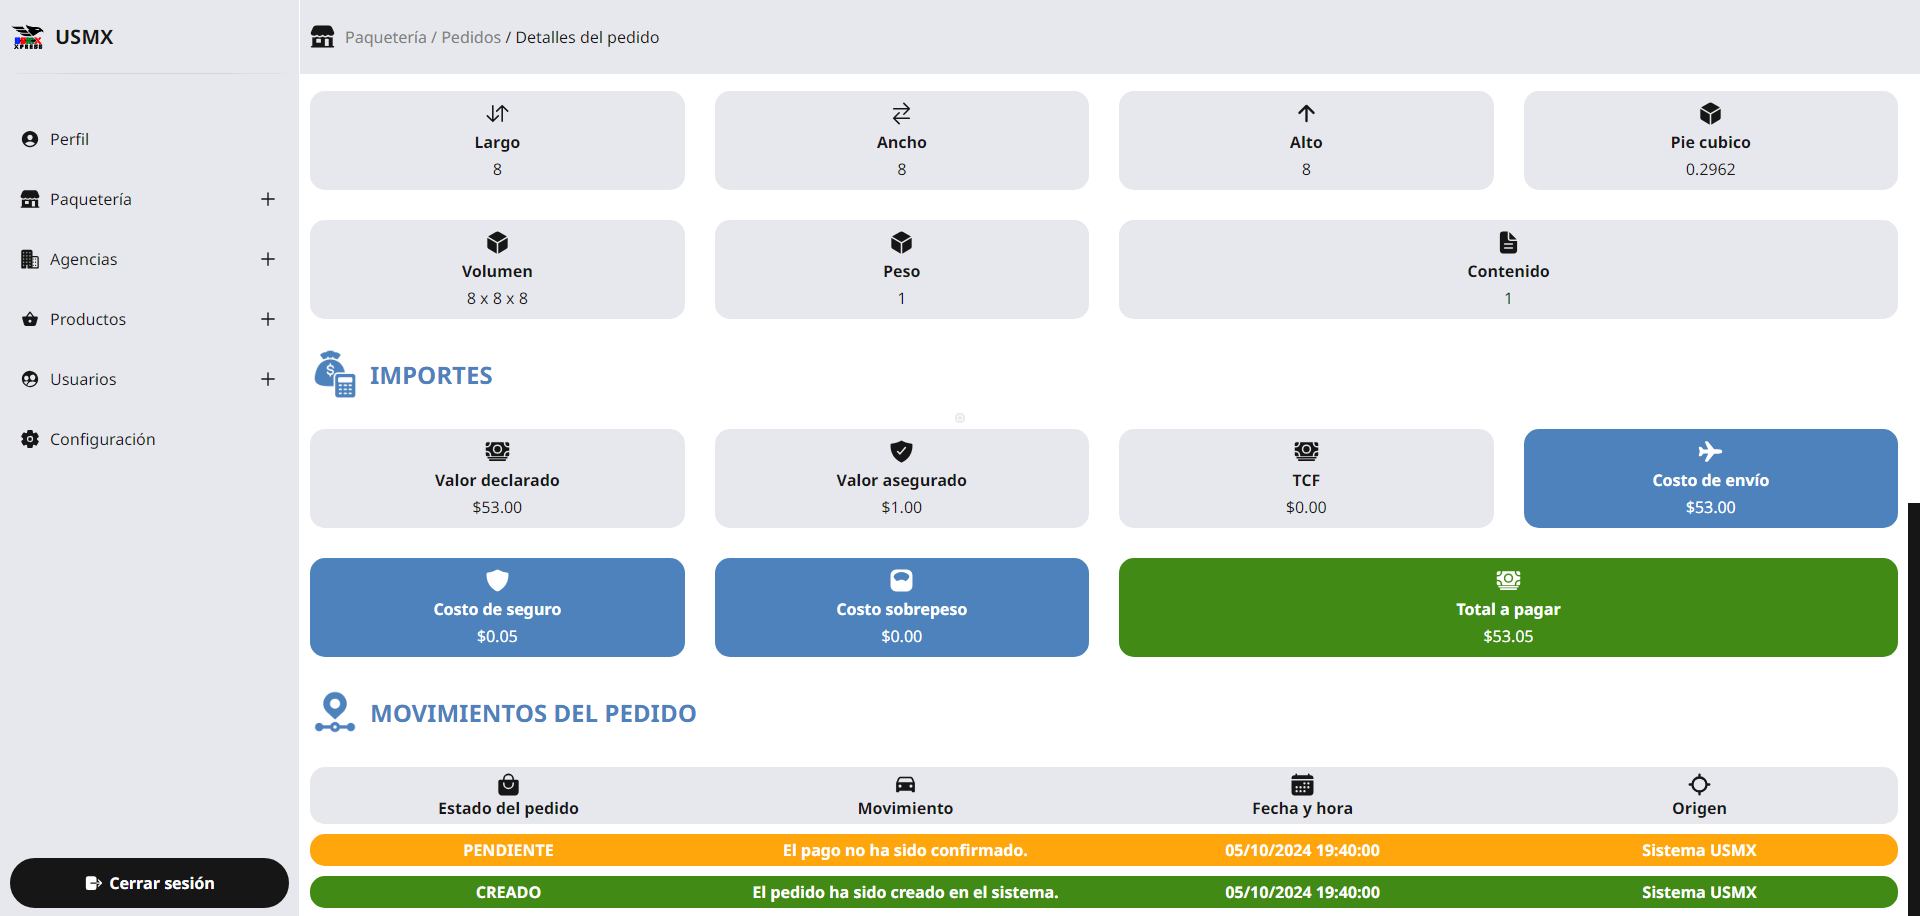 USMX
Perfil
Paquetería
Agencias
Productos
Usuarios
Configuración
Cerrar sesión
Paquetería / Pedidos / Detalles del pedido
Largo
8
Ancho
8
Alto
8
Pie cubico
0.2962
Volumen
8 x 8 x 8
Peso
1
Contenido
1
IMPORTES
Valor declarado
$53.00
Valor asegurado
$1.00
TCF
$0.00
Costo de envío
$53.00
Costo de seguro
$0.05
Costo sobrepeso
$0.00
Total a pagar
$53.05
MOVIMIENTOS DEL PEDIDO
Estado del pedido Movimiento Fecha y hora Origen
PENDIENTE El pago no ha sido confirmado. 05/10/2024 19:40:00 Sistema USMX
CREADO El pedido ha sido creado en el sistema. 05/10/2024 19:40:00 Sistema USMX